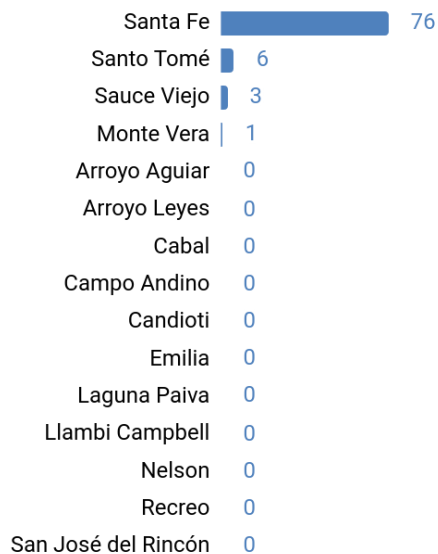 Santa Fe 76
Santo Tomé 6
Sauce Viejo 3
Monte Vera 1
Arroyo Aguiar 0
Arroyo Leyes 0
Cabal 0
Campo Andino 0
Candioti 0
Emilia 0
Laguna Paiva 0
Llambi Campbell 0
Nelson 0
Recreo 0
San José del Rincón 0